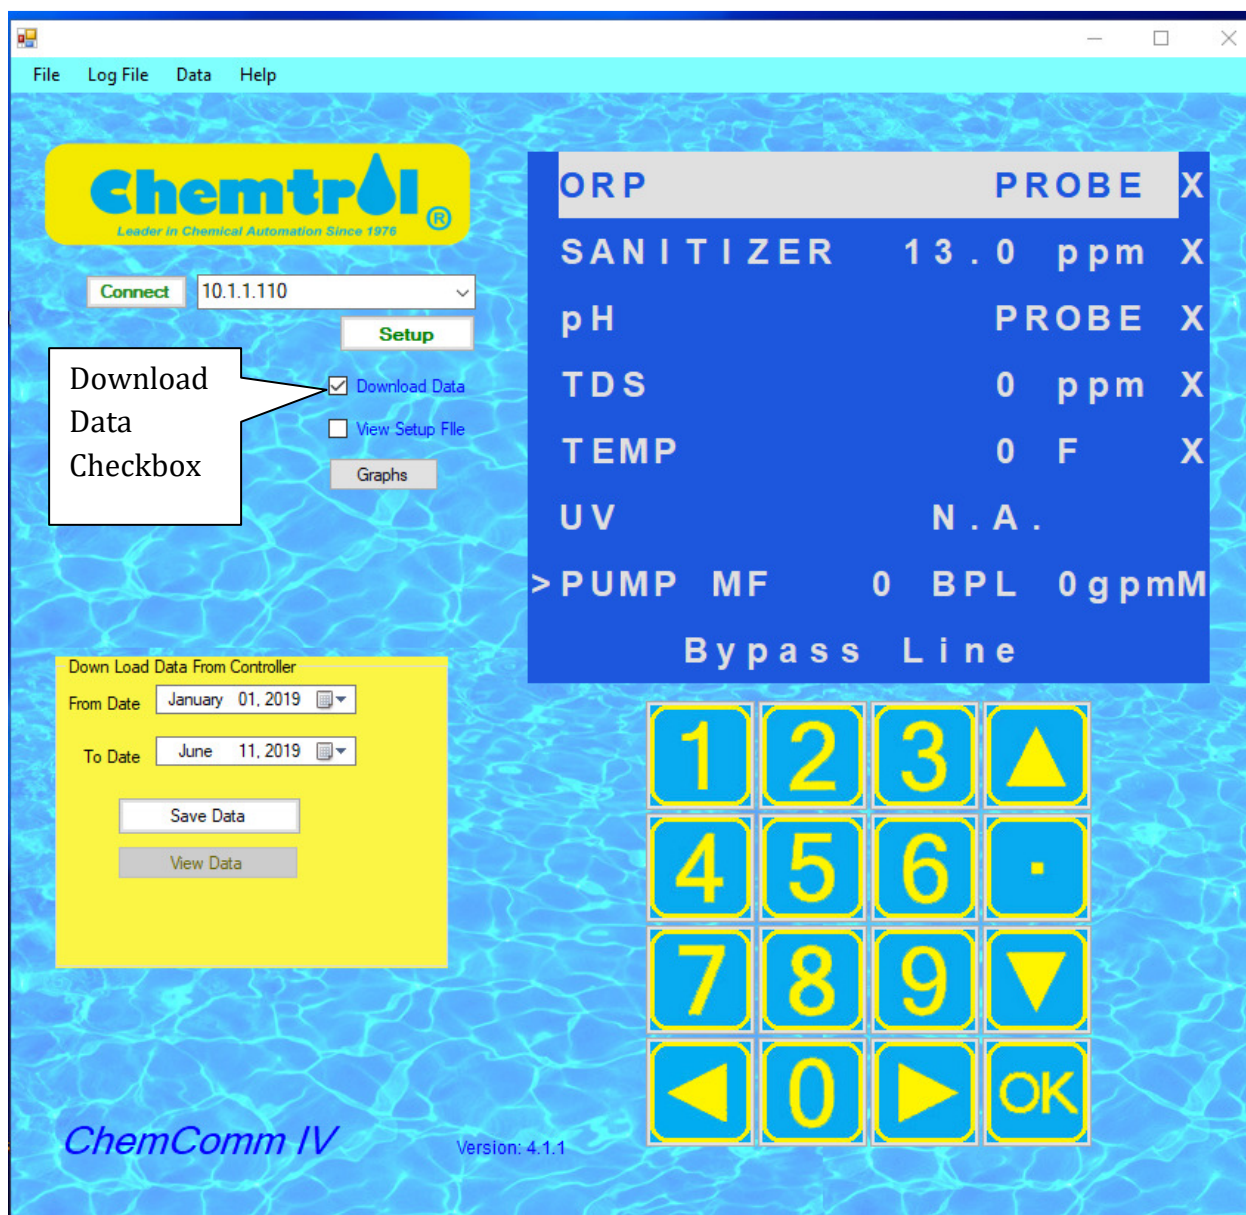 File Log File Data Help
Chemtrol ®
Leader in Chemical Automation Since 1976
Connect 10.1.1.110
Setup
Download
Data
Checkbox
Download Data
View Setup FIle
Graphs
ORP PROBE X
SANITIZER 13.0 ppm X
pH PROBE X
TDS 0 ppm X
TEMP 0 F X
UV N.A.
>PUMP MF 0 BPL 0gpmM
Bypass Line
Down Load Data From Controller
From Date January 01, 2019
To Date June 11, 2019
Save Data
View Data
1 2 3
4 5 6 .
7 8 9
0 OK
ChemComm IV
Version: 4.1.1